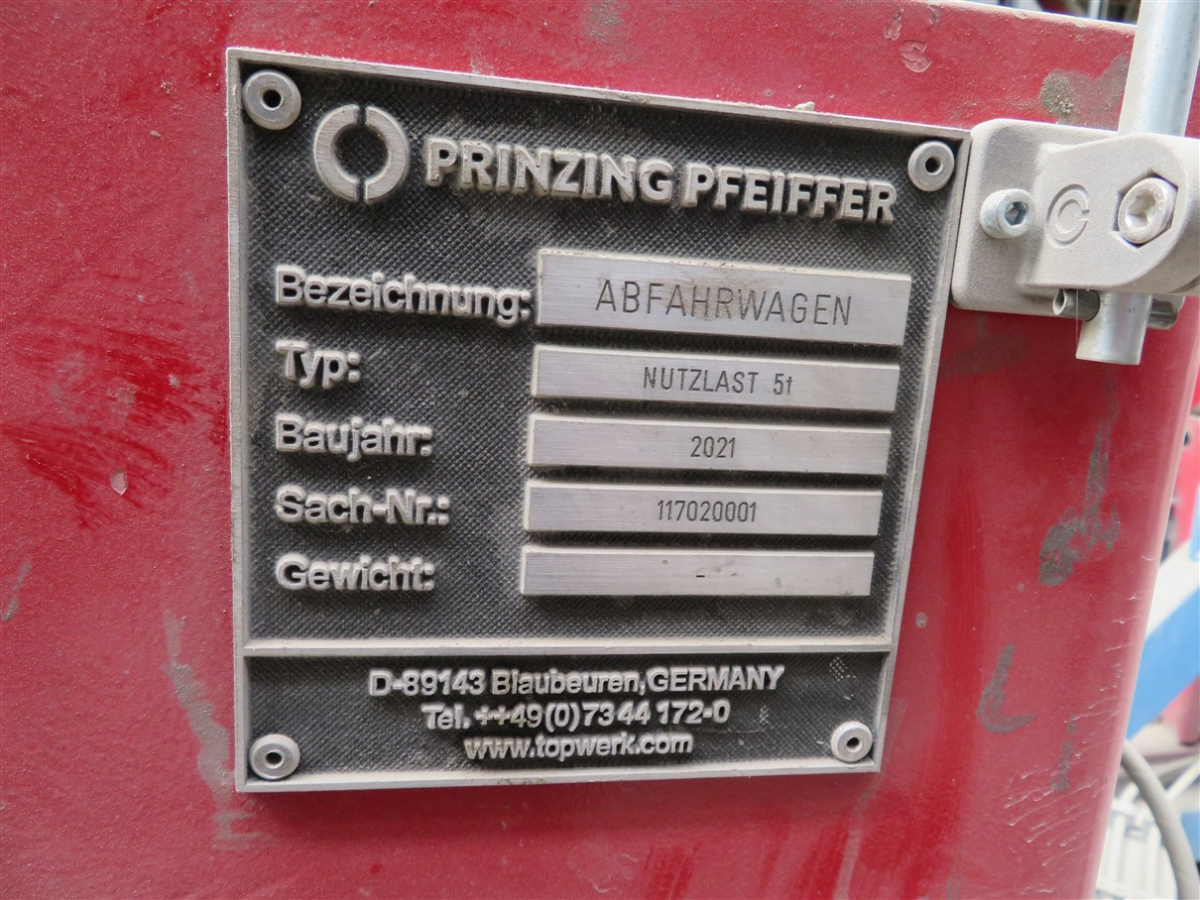 PRINZING PFEIFFER
Bezeichnung: ABFAHRWAGEN
Typ: NUTZLAST 5t
Baujahr: 2021
Sach-Nr.: 117020001
Gewicht: -
D-89143 Blaubeuren, GERMANY
Tel. ++49(0)7344 172-0
www.topwerk.com